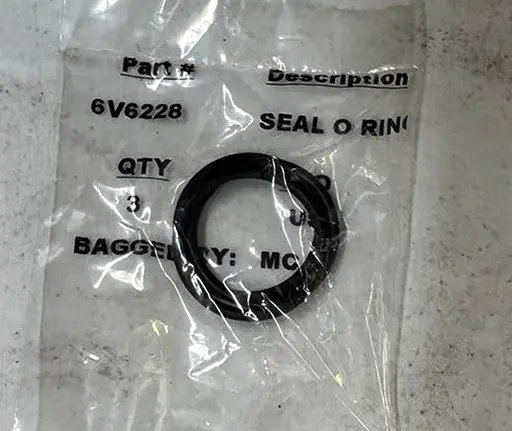 Part # Description
6V6228 SEAL O RING
QTY
3
BAGGED BY: MC